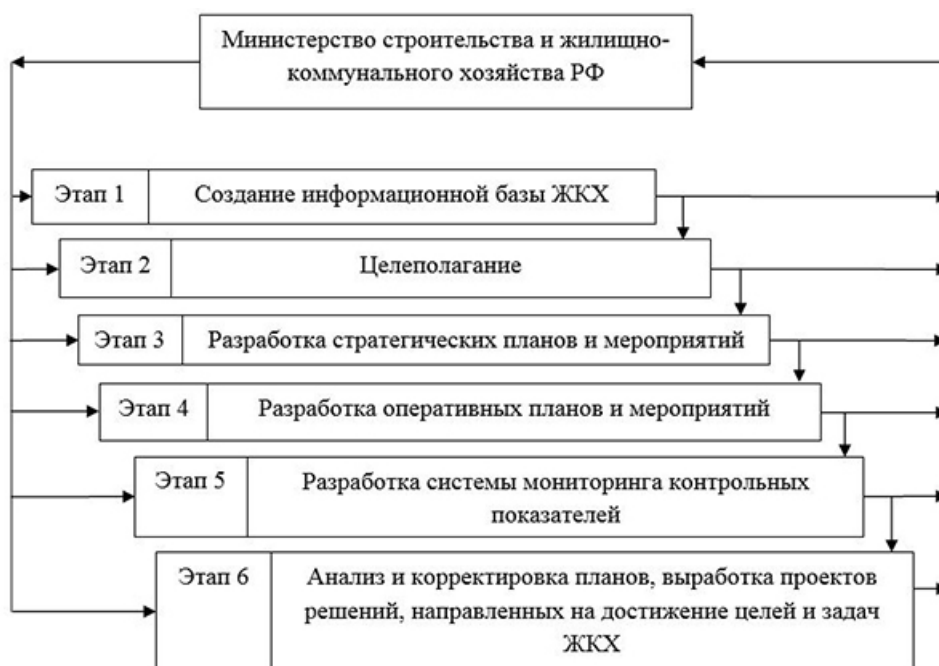 Министерство строительства и жилищно-
коммунального хозяйства РФ
Этап 1 Создание информационной базы ЖКХ
Этап 2 Целеполагание
Этап 3 Разработка стратегических планов и мероприятий
Этап 4 Разработка оперативных планов и мероприятий
Этап 5 Разработка системы мониторинга контрольных
показателей
Этап 6 Анализ и корректировка планов, выработка проектов
решений, направленных на достижение целей и задач
ЖКХ